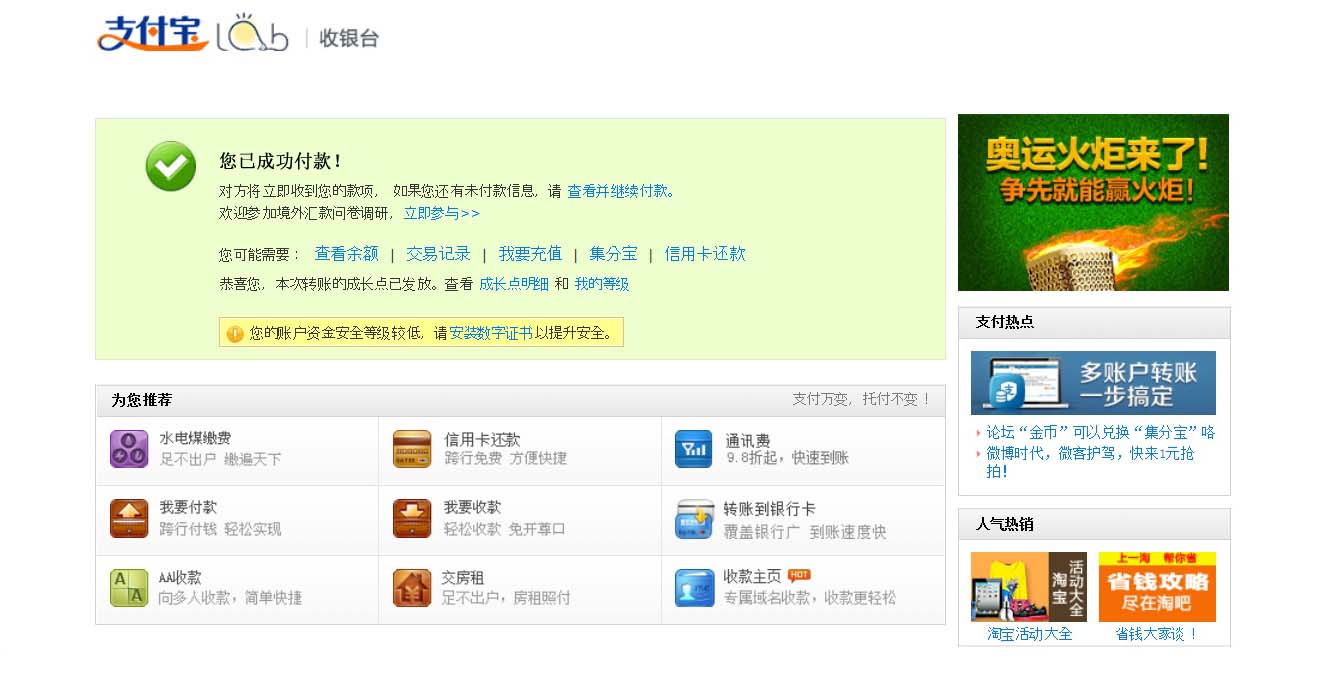 支付宝 Lab | 收银台
您已成功付款!
对方将立即收到您的款项, 如果您还有未付款信息, 请 查看并继续付款。
欢迎参加境外汇款问卷调研, 立即参与>>
您可能需要: 查看余额 | 交易记录 | 我要充值 | 集分宝 | 信用卡还款
恭喜您, 本次转账的成长点已发放。查看 成长点明细 和 我的等级
您的账户资金安全等级较低, 请安装数字证书以提升安全。
为您推荐
支付万变, 托付不变!
水电煤缴费
足不出户 缴遍天下
信用卡还款
跨行免费 方便快捷
通讯费
9.8折起,快速到账
我要付款
跨行付钱 轻松实现
我要收款
轻松收款 免开尊口
转账到银行卡
覆盖银行广 到账速度快
AA收款
向多人收款,简单快捷
交房租
足不出户,房租照付
收款主页 HOT
专属域名收款,收款更轻松
奥运火炬来了!
争先就能赢火炬!
支付热点
多账户转账
一步搞定
论坛“金币”可以兑换“集分宝”咯
微博时代,微客护驾,快来1元抢
拍!
人气热销
淘宝
活动大全
淘宝活动大全
上一淘 帮你省
省钱攻略
尽在淘吧
省钱大家谈!